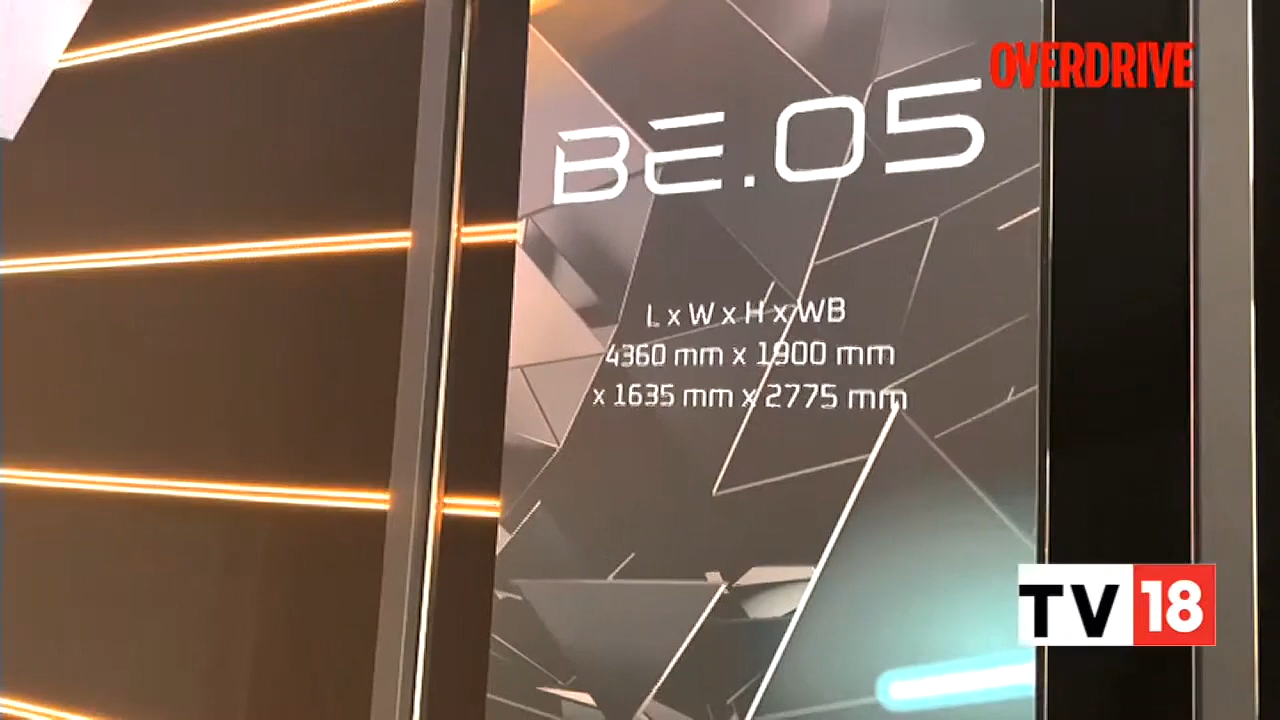 OVERDRIVE
BE.05
L x W x H x WB
4360 mm x 1900 mm
x 1635 mm x 2775 mm
TV18